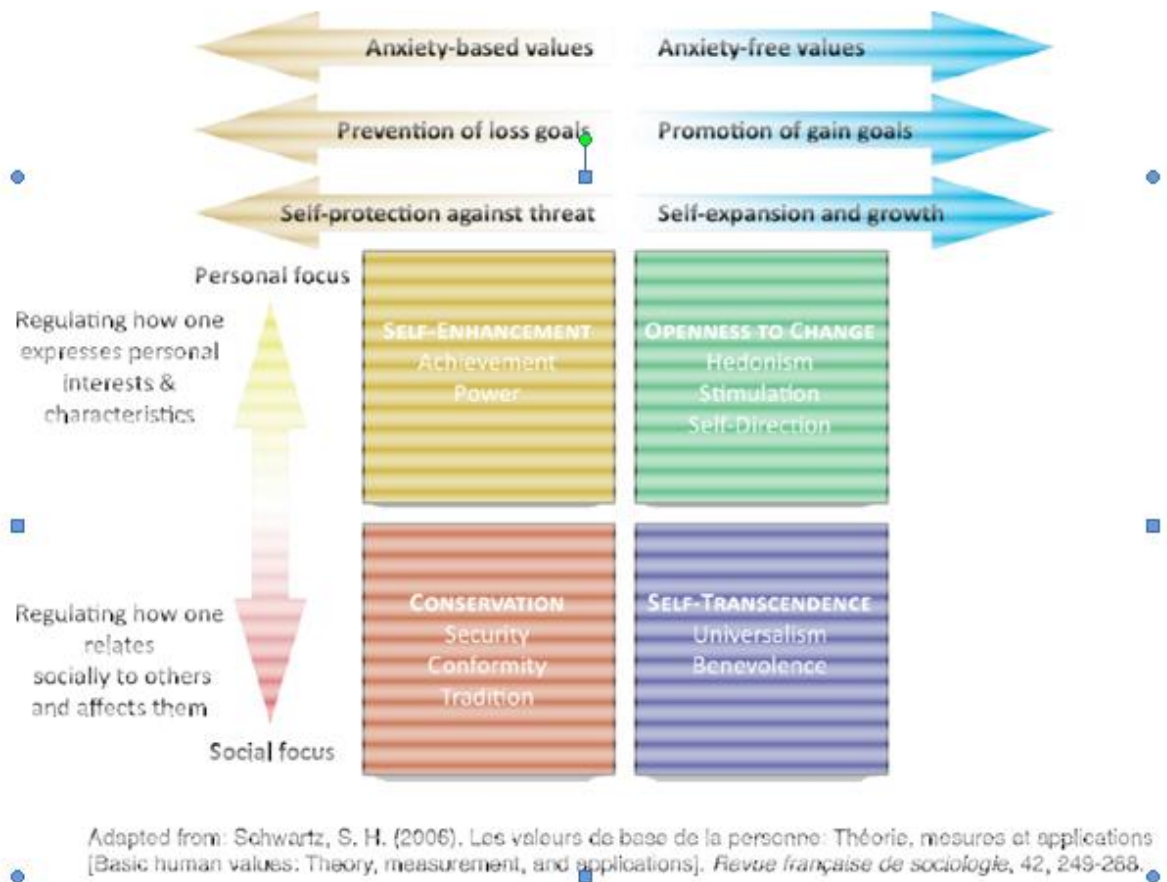 Anxiety-based values
Anxiety-free values
Prevention of loss goals
Promotion of gain goals
Self-protection against threat
Self-expansion and growth
Personal focus
Regulating how one
expresses personal
interests &
characteristics
SELF-ENHANCEMENT
Achievement
Power
OPENNESS TO CHANGE
Hedonism
Stimulation
Self-Direction
Regulating how one
relates
socially to others
and affects them
Social focus
CONSERVATION
Security
Conformity
Tradition
SELF-TRANSCENDENCE
Universalism
Benevolence
Adapted from: Schwartz, S. H. (2006). Les valeurs de base de la personne: Théorie, mesures et applications
[Basic human values: Theory, measurement, and applications]. Revue française de sociologie, 42, 249-268.